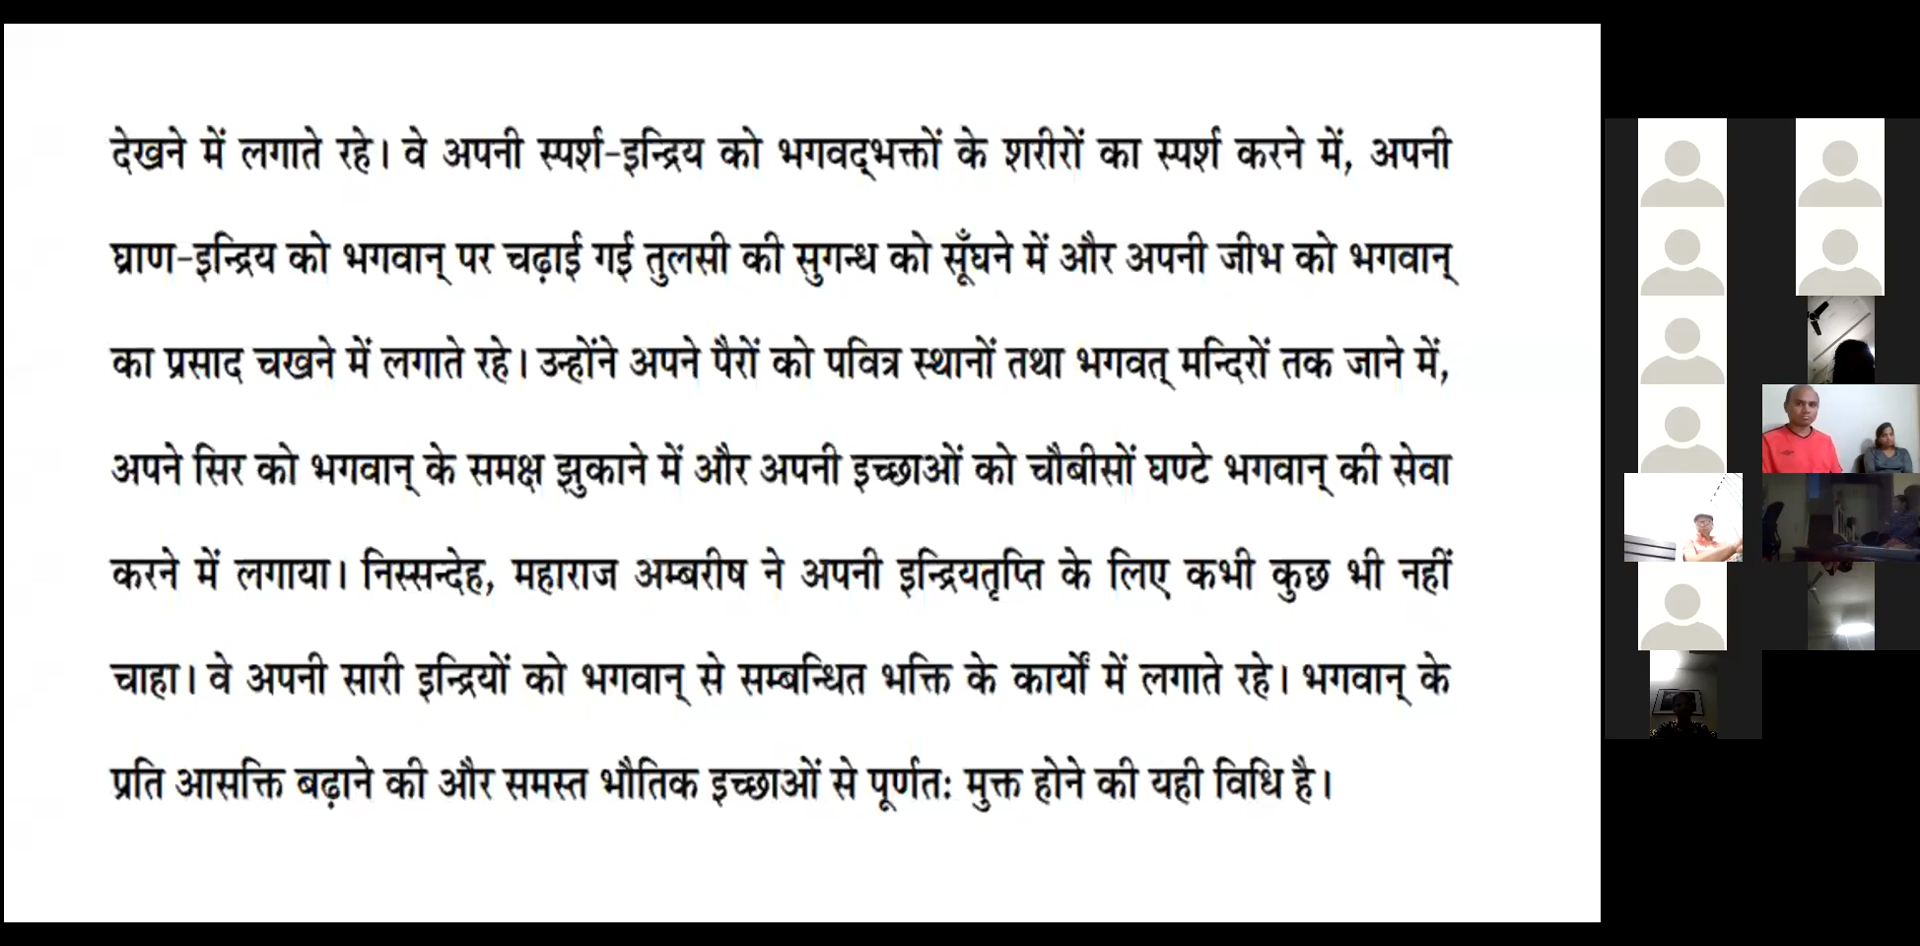 देखने में लगाते रहे। वे अपनी स्पर्श-इन्द्रिय को भगवद्‌भक्तों के शरीरों का स्पर्श करने में, अपनी
घ्राण-इन्द्रिय को भगवान् पर चढ़ाई गई तुलसी की सुगन्ध को सूँघने में और अपनी जीभ को भगवान्
का प्रसाद चखने में लगाते रहे। उन्होंने अपने पैरों को पवित्र स्थानों तथा भगवत् मन्दिरों तक जाने में,
अपने सिर को भगवान् के समक्ष झुकाने में और अपनी इच्छाओं को चौबीसों घण्टे भगवान् की सेवा
करने में लगाया। निस्सन्देह, महाराज अम्बरीष ने अपनी इन्द्रियतृप्ति के लिए कभी कुछ भी नहीं
चाहा। वे अपनी सारी इन्द्रियों को भगवान् से सम्बन्धित भक्ति के कार्यों में लगाते रहे। भगवान् के
प्रति आसक्ति बढ़ाने की और समस्त भौतिक इच्छाओं से पूर्णतः मुक्त होने की यही विधि है।